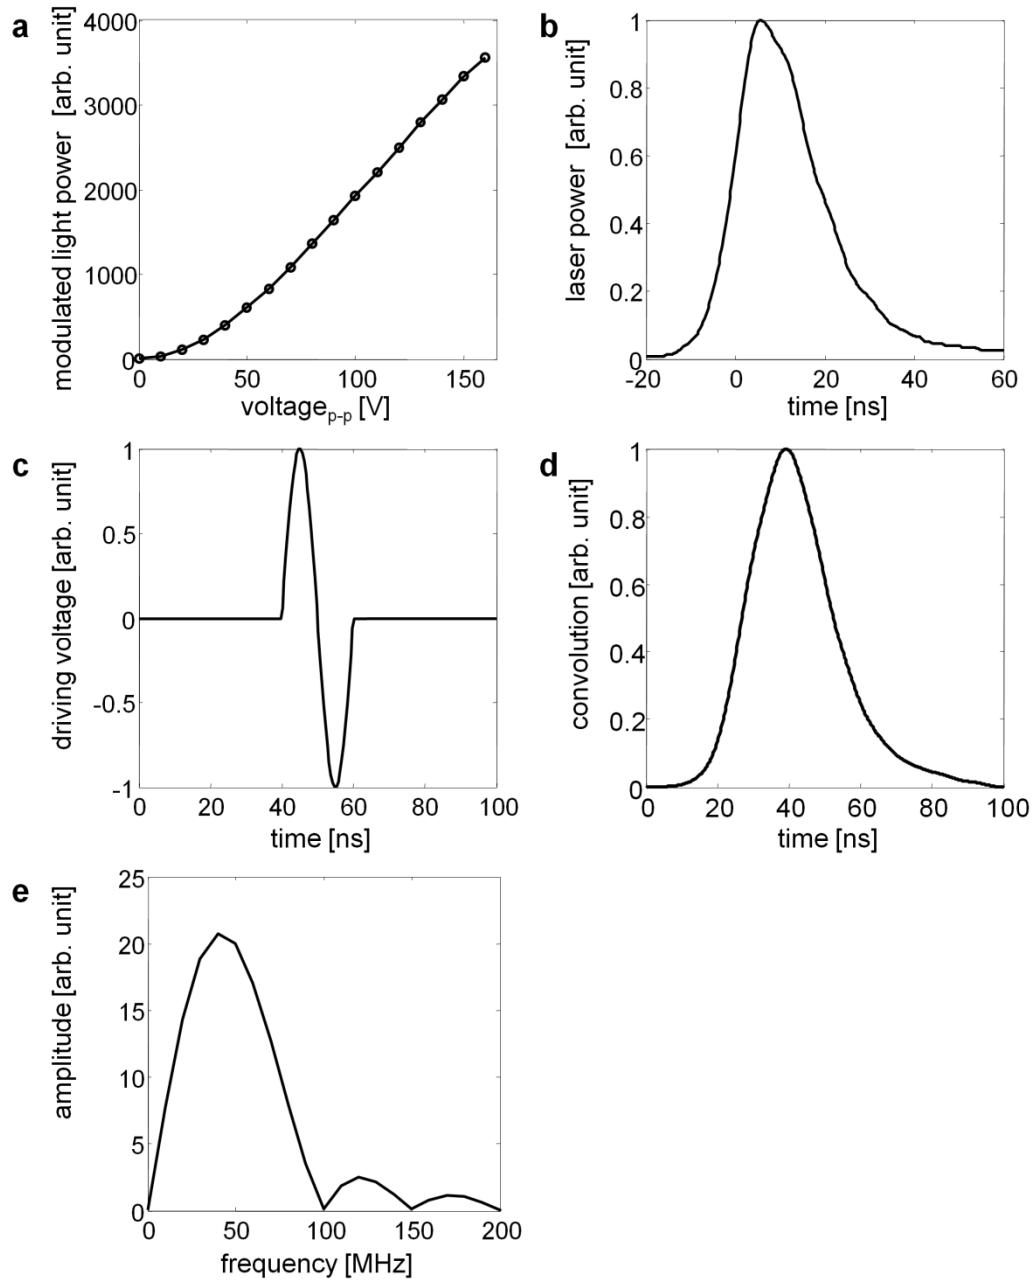 a
modulated light power [arb. unit]
4000
3000
2000
1000
0
0 50 100 150
voltagep-p [V]
b
laser power [arb. unit]
1
0.8
0.6
0.4
0.2
0
-20 0 20 40 60
time [ns]
c
driving voltage [arb. unit]
1
0.5
0
-0.5
-1
0 20 40 60 80 100
time [ns]
d
convolution [arb. unit]
1
0.8
0.6
0.4
0.2
0
0 20 40 60 80 100
time [ns]
e
amplitude [arb. unit]
25
20
15
10
5
0
0 50 100 150 200
frequency [MHz]